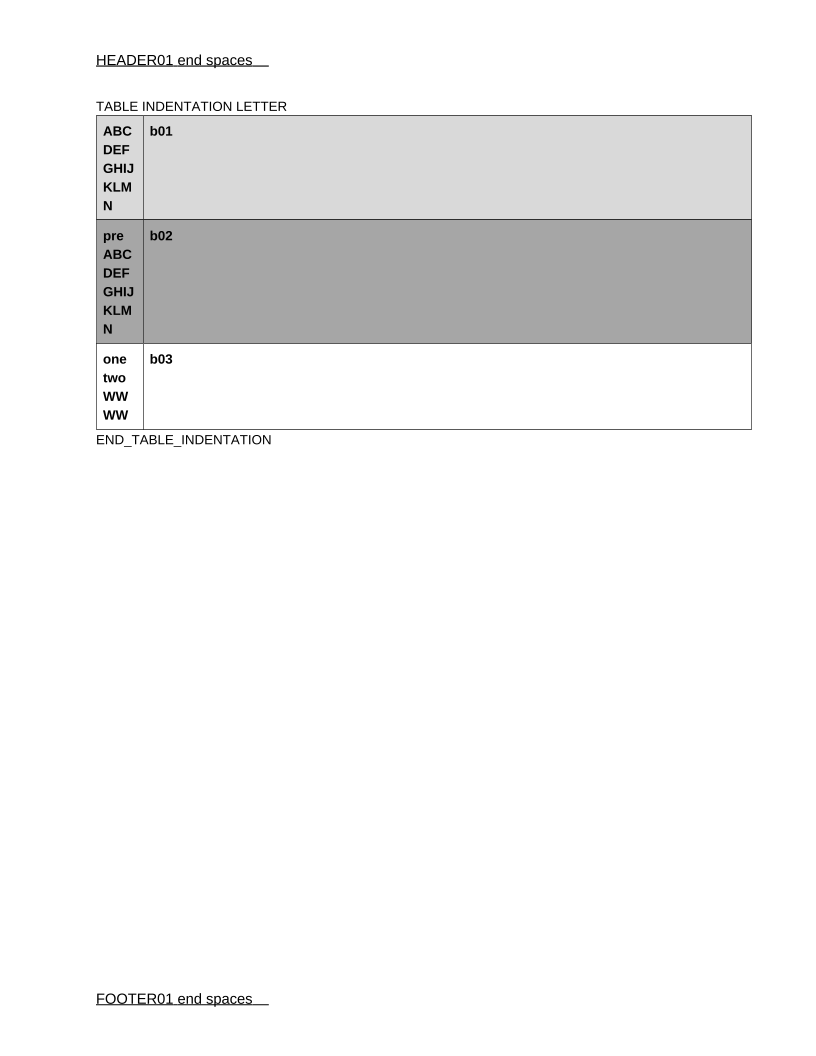 HEADER01 end spaces
TABLE INDENTATION LETTER
ABC b01
DEF
GHIJ
KLM
N
pre b02
ABC
DEF
GHIJ
KLM
N
one b03
two
WW
WW
END_TABLE_INDENTATION
FOOTER01 end spaces